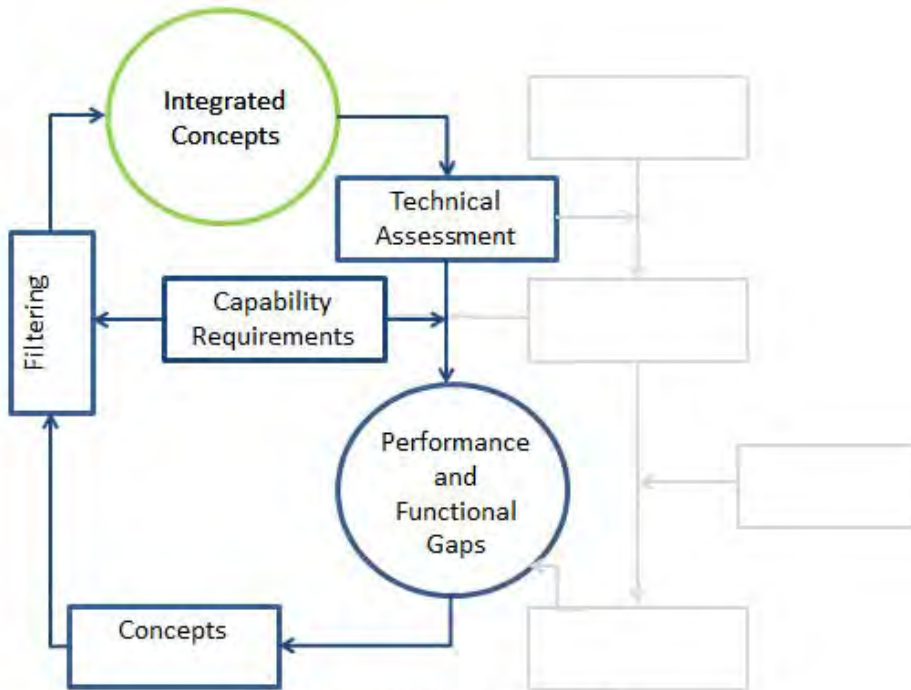 Integrated
Concepts
Technical
Assessment
Capability
Requirements
Filtering
Performance
and
Functional
Gaps
Concepts